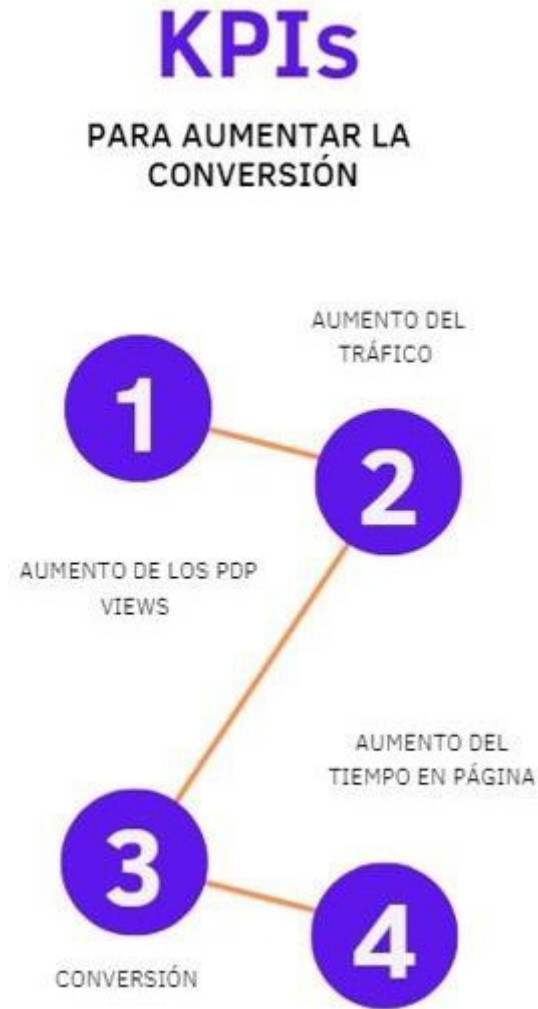 KPIs
PARA AUMENTAR LA
CONVERSIÓN
AUMENTO DEL
TRÁFICO
1
2
AUMENTO DE LOS PDP
VIEWS
AUMENTO DEL
TIEMPO EN PÁGINA
3
4
CONVERSIÓN